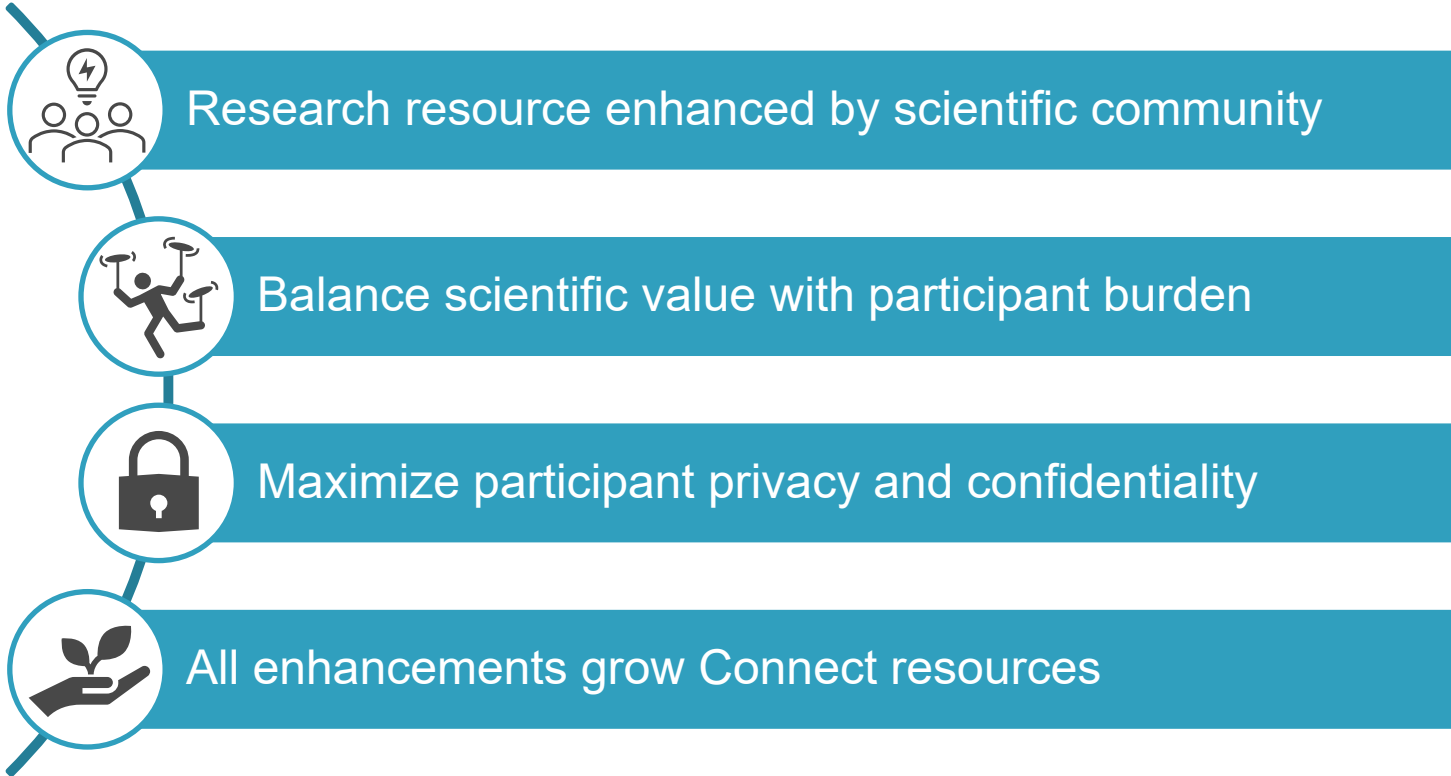 Research resource enhanced by scientific community
Balance scientific value with participant burden
Maximize participant privacy and confidentiality
All enhancements grow Connect resources